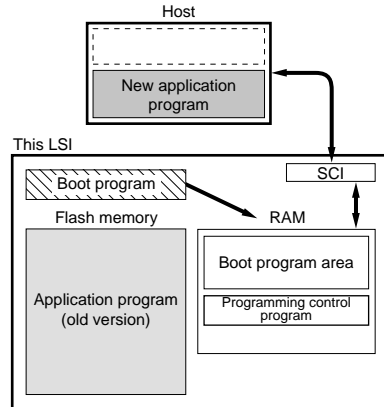 Host
New application
program
This LSI
SCI
Boot program
Flash memory
RAM
Boot program area
Application program
(old version)
Programming control
program